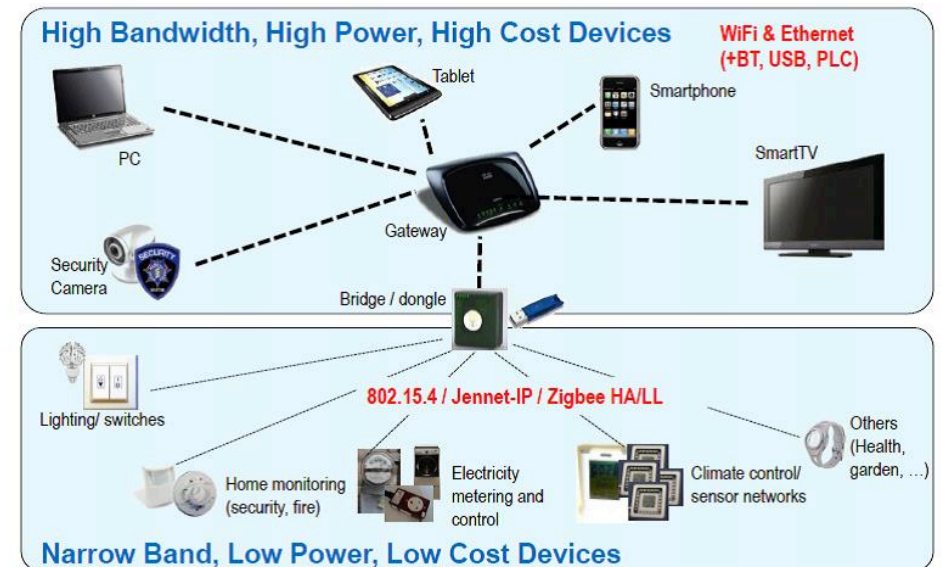 High Bandwidth, High Power, High Cost Devices
WiFi & Ethernet
(+BT, USB, PLC)
Tablet
Smartphone
PC
SmartTV
Gateway
Security
Camera
SECURITY
Bridge / dongle
802.15.4 / Jennet-IP / Zigbee HA/LL
Lighting/ switches
Others
(Health,
garden, ...)
Home monitoring
(security, fire)
Electricity
metering and
control
Climate control/
sensor networks
Narrow Band, Low Power, Low Cost Devices